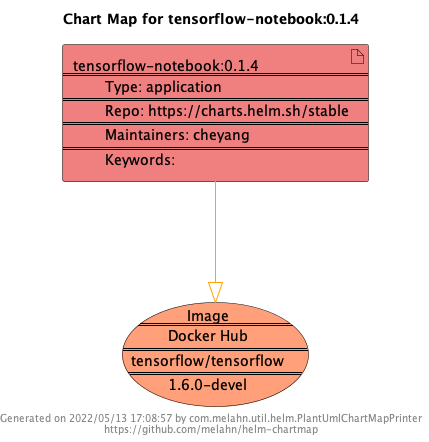 Chart Map for tensorflow-notebook:0.1.4
tensorflow-notebook:0.1.4
Type: application
Repo: https://charts.helm.sh/stable
Maintainers: cheyang
Keywords:
Image
Docker Hub
tensorflow/tensorflow
1.6.0-devel
Generated on 2022/05/13 17:08:57 by com.melahn.util.helm.PlantUmlChartMapPrinter
https://github.com/melahn/helm-chartmap